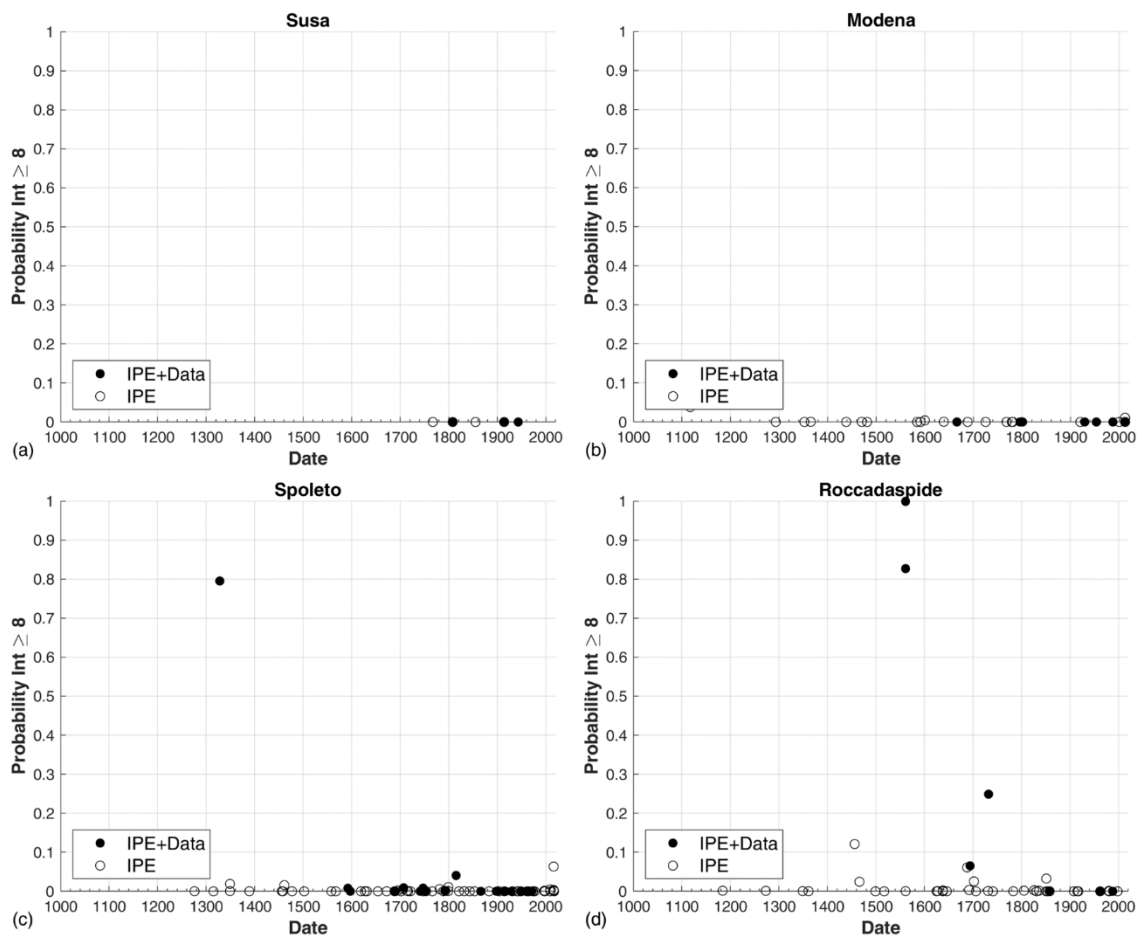 Susa
1
0.9
0.8
0.7
0.6
0.5
0.4
0.3
0.2
0.1
0
Probability Int ≥ 8
IPE+Data
IPE
1000 1100 1200 1300 1400 1500 1600 1700 1800 1900 2000
Date
(a)
Modena
1
0.9
0.8
0.7
0.6
0.5
0.4
0.3
0.2
0.1
0
Probability Int ≥ 8
IPE+Data
IPE
1000 1100 1200 1300 1400 1500 1600 1700 1800 1900 2000
Date
(b)
Spoleto
1
0.9
0.8
0.7
0.6
0.5
0.4
0.3
0.2
0.1
0
Probability Int ≥ 8
IPE+Data
IPE
1000 1100 1200 1300 1400 1500 1600 1700 1800 1900 2000
Date
(c)
Roccadaspide
1
0.9
0.8
0.7
0.6
0.5
0.4
0.3
0.2
0.1
0
Probability Int ≥ 8
IPE+Data
IPE
1000 1100 1200 1300 1400 1500 1600 1700 1800 1900 2000
Date
(d)